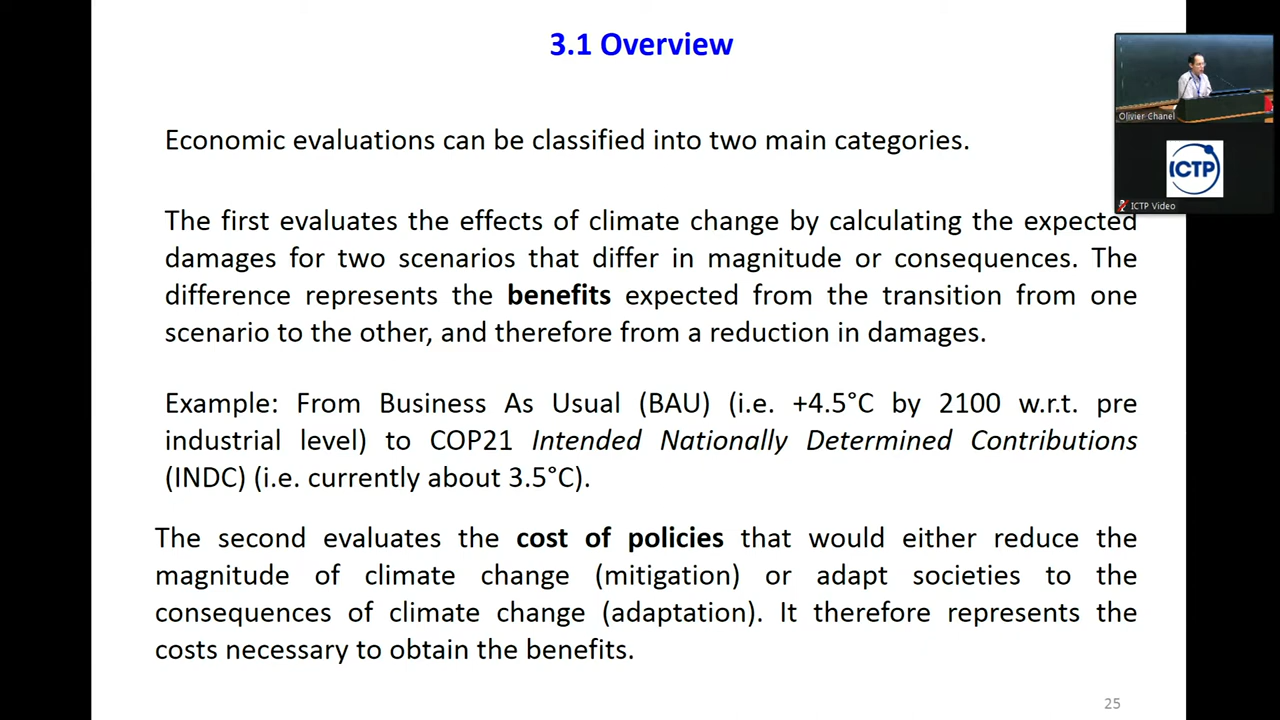 3.1 Overview
Economic evaluations can be classified into two main categories.
The first evaluates the effects of climate change by calculating the expected
damages for two scenarios that differ in magnitude or consequences. The
difference represents the benefits expected from the transition from one
scenario to the other, and therefore from a reduction in damages.
Example: From Business As Usual (BAU) (i.e. +4.5°C by 2100 w.r.t. pre
industrial level) to COP21 Intended Nationally Determined Contributions
(INDC) (i.e. currently about 3.5°C).
The second evaluates the cost of policies that would either reduce the
magnitude of climate change (mitigation) or adapt societies to the
consequences of climate change (adaptation). It therefore represents the
costs necessary to obtain the benefits.
25
Olivier Chanel
ICTP
ICTP Video